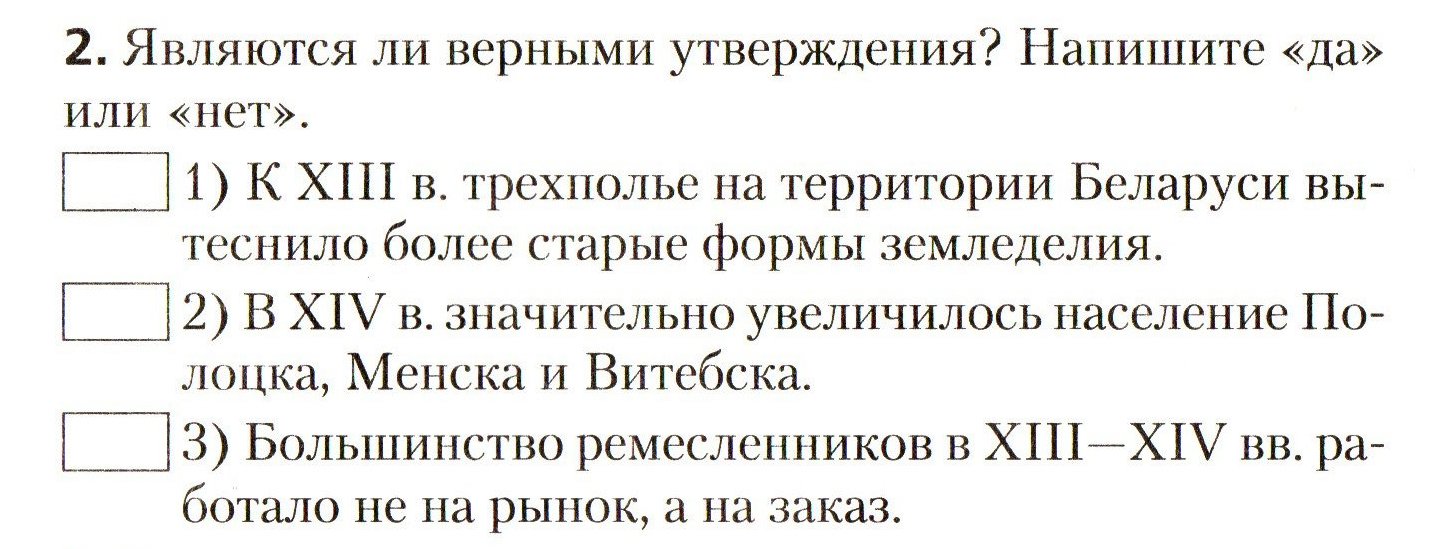 2. Являются ли верными утверждения? Напишите «да»
или «нет».
1) К XIII в. трехполье на территории Беларуси вы-
теснило более старые формы земледелия.
2) В XIV в. значительно увеличилось население По-
лоцка, Менска и Витебска.
3) Большинство ремесленников в XIII—XIV вв. ра-
ботало не на рынок, а на заказ.